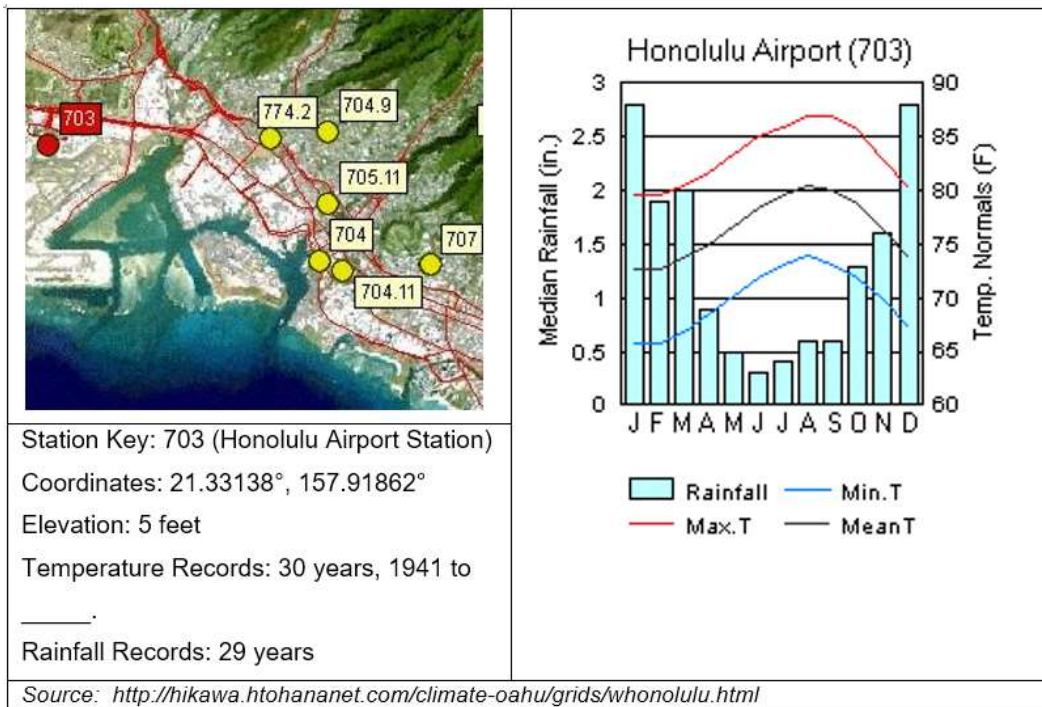 703
774.2
704.9
705.11
704
707
704.11
Station Key: 703 (Honolulu Airport Station)
Coordinates: 21.33138°, 157.91862°
Elevation: 5 feet
Temperature Records: 30 years, 1941 to
_____.
Rainfall Records: 29 years
Honolulu Airport (703)
3
2.5
2
1.5
1
0.5
0
Median Rainfall (in.)
90
85
80
75
70
65
60
Temp. Normals (F)
J F M A M J J A S O N D
Rainfall Min.T
Max.T MeanT
Source: http://hikawa.htohananet.com/climate-oahu/grids/whonolulu.html